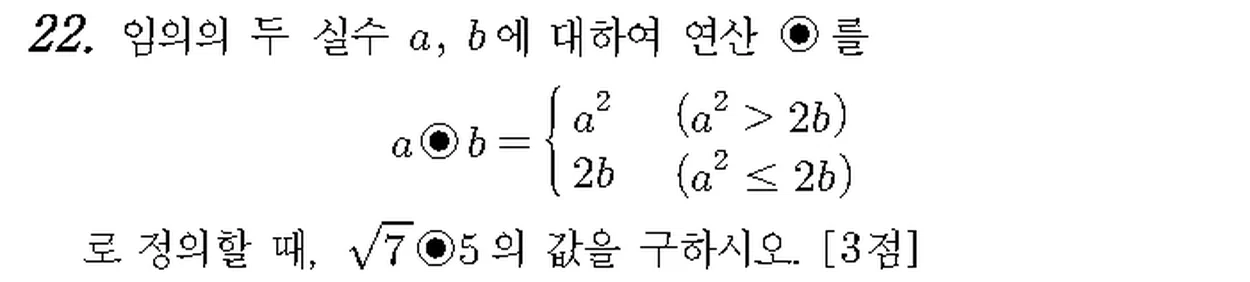 22. 임의의 두 실수 a, b에 대하여 연산 ◉를
a◉b = { a² (a² > 2b)
2b (a² ≤ 2b)
로 정의할 때, √7◉5의 값을 구하시오. [3점]